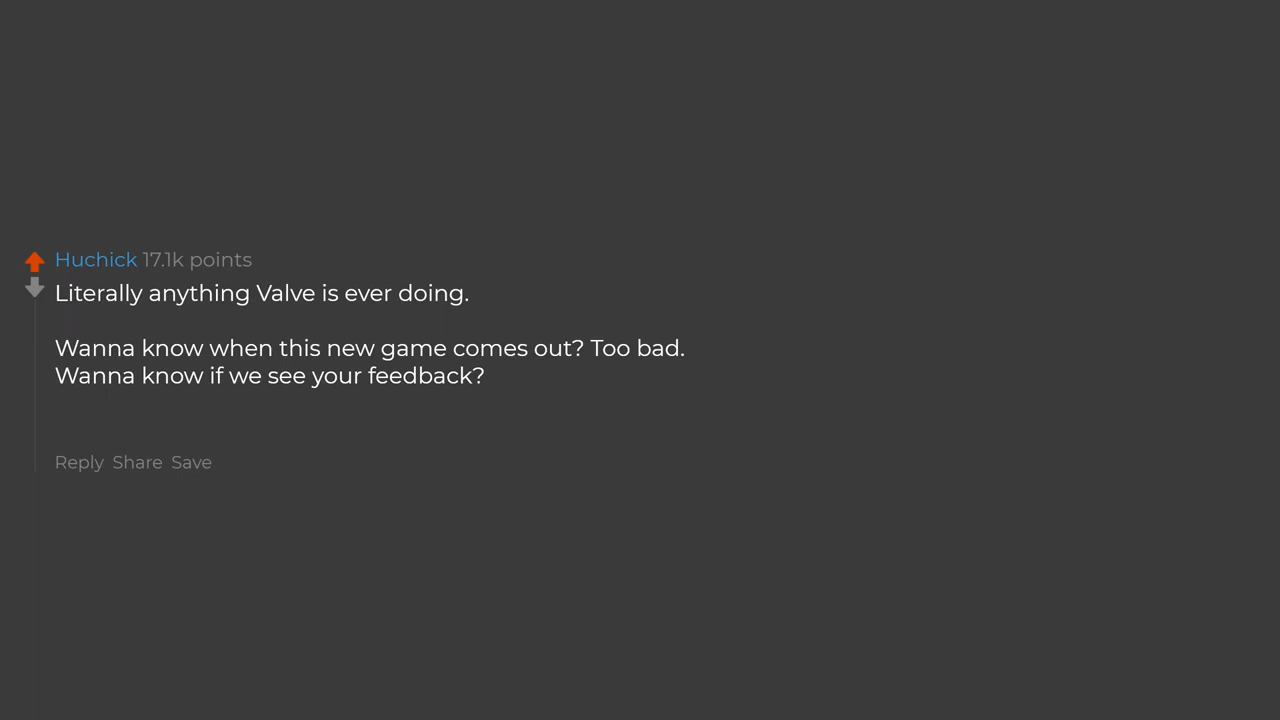 Huchick 17.1k points
Literally anything Valve is ever doing.
Wanna know when this new game comes out? Too bad.
Wanna know if we see your feedback?
Reply Share Save